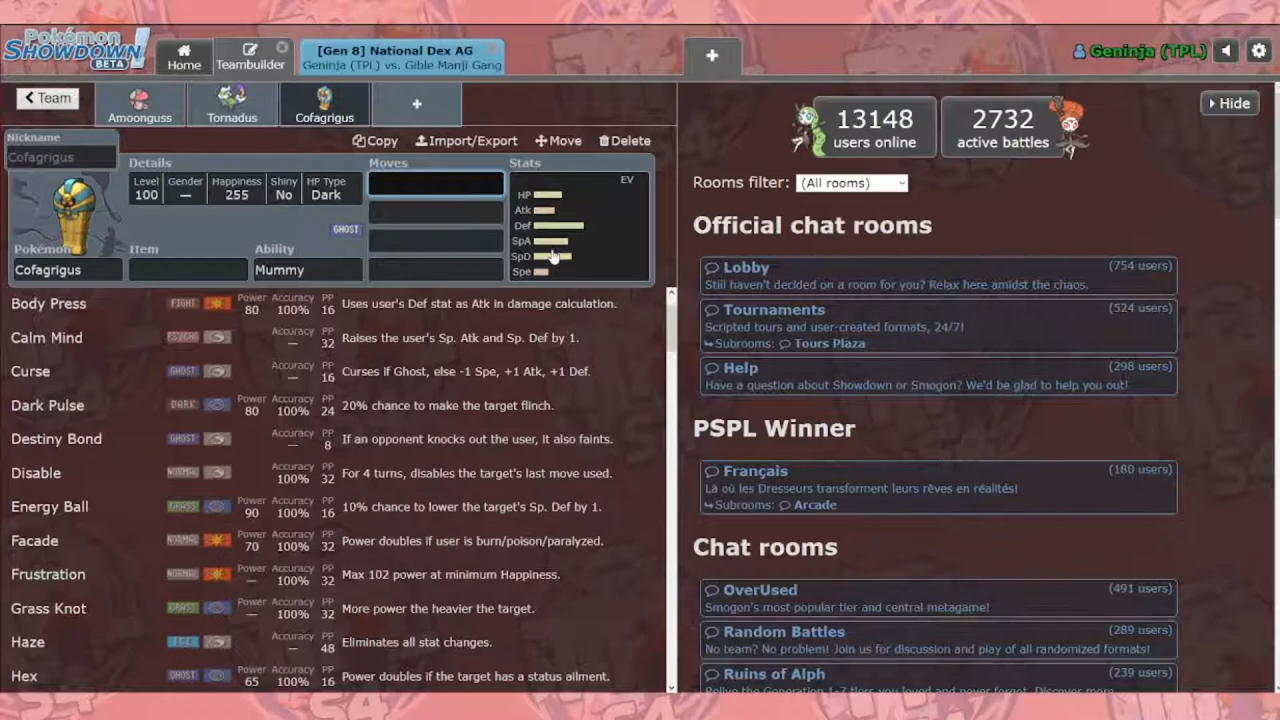 Pokémon
SHOWDOWN!
BETA
Home
Teambuilder
[Gen 8] National Dex AG
Geninja (TPL) vs. Gible Manji Gang
Geninja (TPL)
Team
Amoonguss
Tornadus
Cofagrigus
Hide
Nickname
Cofagrigus
Copy
Import/Export
Move
Delete
Details
Moves
Stats
Level
100
Gender
—
Happiness
255
Shiny
No
HP Type
Dark
EV
HP
Atk
Def
SpA
SpD
Spe
GHOST
Pokémon
Item
Ability
Cofagrigus
Mummy
Body Press FIGHT Power 80 Accuracy 100% PP 16 Uses user's Def stat as Atk in damage calculation.
Calm Mind PSYCHC Accuracy — PP 32 Raises the user's Sp. Atk and Sp. Def by 1.
Curse GHOST Accuracy — PP 16 Curses if Ghost, else -1 Spe, +1 Atk, +1 Def.
Dark Pulse DARK Power 80 Accuracy 100% PP 24 20% chance to make the target flinch.
Destiny Bond GHOST Accuracy — PP 8 If an opponent knocks out the user, it also faints.
Disable NORMAL Accuracy 100% PP 32 For 4 turns, disables the target's last move used.
Energy Ball GRASS Power 90 Accuracy 100% PP 16 10% chance to lower the target's Sp. Def by 1.
Facade NORMAL Power 70 Accuracy 100% PP 32 Power doubles if user is burn/poison/paralyzed.
Frustration NORMAL Power — Accuracy 100% PP 32 Max 102 power at minimum Happiness.
Grass Knot GRASS Power — Accuracy 100% PP 32 More power the heavier the target.
Haze ICE Accuracy — PP 48 Eliminates all stat changes.
Hex GHOST Power 65 Accuracy 100% PP 16 Power doubles if the target has a status ailment.
13148
users online
2732
active battles
Rooms filter: (All rooms)
Official chat rooms
Lobby (754 users)
Still haven't decided on a room for you? Relax here amidst the chaos.
Tournaments (524 users)
Scripted tours and user-created formats, 24/7!
Subrooms: Tours Plaza
Help (298 users)
Have a question about Showdown or Smogon? We'd be glad to help you out!
PSPL Winner
Français (180 users)
Là où les Dresseurs transforment leurs rêves en réalités!
Subrooms: Arcade
Chat rooms
OverUsed (491 users)
Smogon's most popular tier and central metagame!
Random Battles (289 users)
No team? No problem! Join us for discussion and play of all randomized formats!
Ruins of Alph (239 users)
Relive the Generation 1-7 tiers you loved and never forget. Discover more